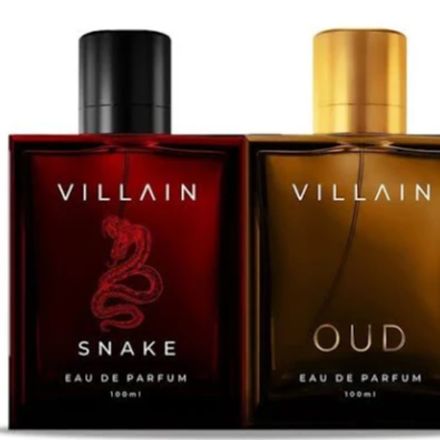 VILLAIN
SNAKE
EAU DE PARFUM
100ml
VILLAIN
OUD
EAU DE PARFUM
100ml